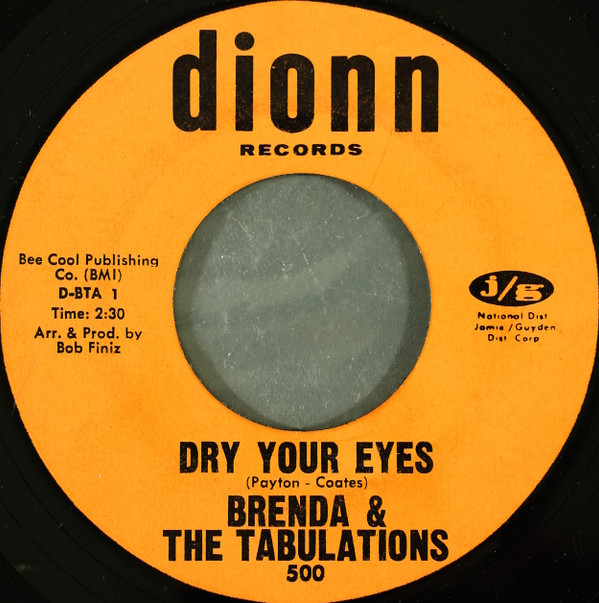 dionn
RECORDS
Bee Cool Publishing
Co. (BMI)
D-BTA 1
Time: 2:30
Arr. & Prod. by
Bob Finiz
j/g
National Dist
Jamie/Guyden
Dist Corp
DRY YOUR EYES
(Payton - Coates)
BRENDA &
THE TABULATIONS
500